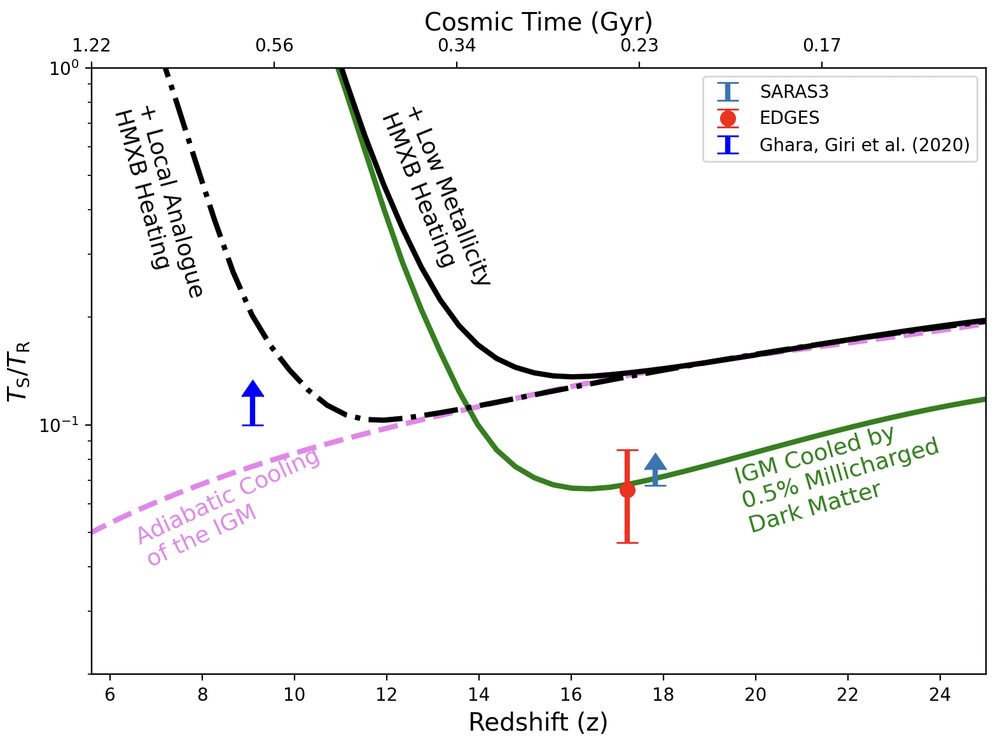 Cosmic Time (Gyr)
1.22 0.56 0.34 0.23 0.17
10⁰
10⁻¹
T_S/T_R
SARAS3
EDGES
Ghara, Giri et al. (2020)
+ Local Analogue
HMXB Heating
+ Low Metallicity
HMXB Heating
Adiabatic Cooling
of the IGM
IGM Cooled by
0.5% Millicharged
Dark Matter
6 8 10 12 14 16 18 20 22 24
Redshift (z)